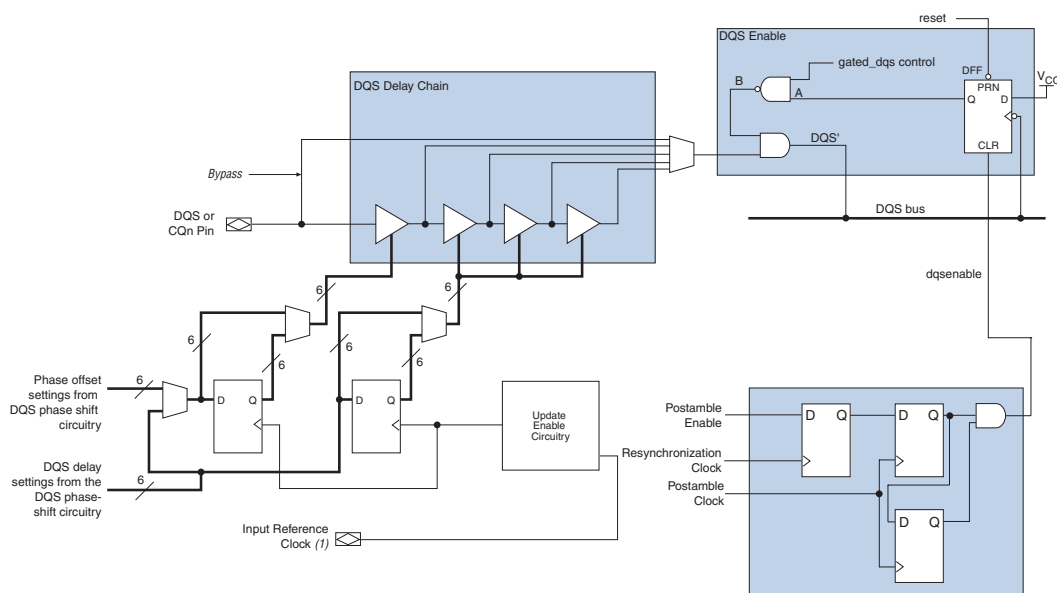 reset
DQS Enable
gated_dqs control
DFF
V_CC
B
A
PRN
Q
D
CLR
DQS'
DQS bus
dqsenable
DQS Delay Chain
Bypass
DQS or
CQn Pin
6
6
6
6
6
6
Phase offset
settings from
DQS phase shift
circuitry
6
D
Q
D
Q
Update
Enable
Circuitry
DQS delay
settings from the
DQS phase-
shift circuitry
6
Input Reference
Clock (1)
Postamble
Enable
Resynchronization
Clock
Postamble
Clock
D
Q
D
Q
D
Q